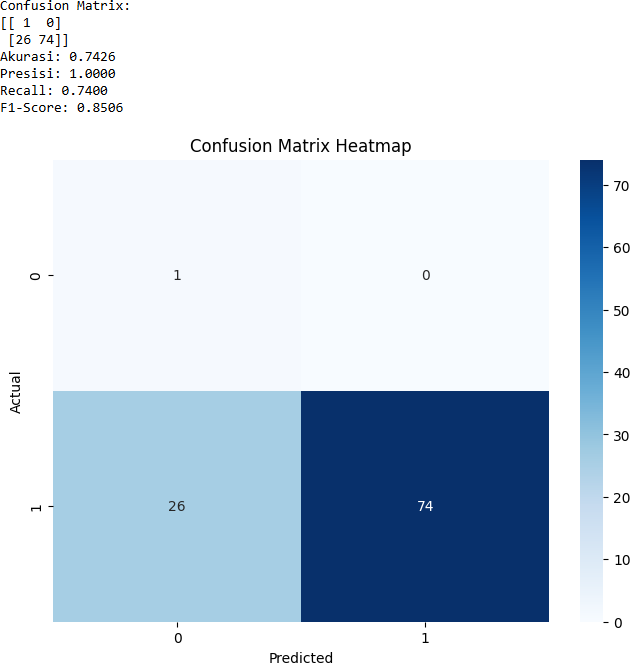 Confusion Matrix:
[[ 1  0]
 [26 74]]
Akurasi: 0.7426
Presisi: 1.0000
Recall: 0.7400
F1-Score: 0.8506
Confusion Matrix Heatmap
0
1
0
1
26
74
0
1
Actual
Predicted
70
60
50
40
30
20
10
0